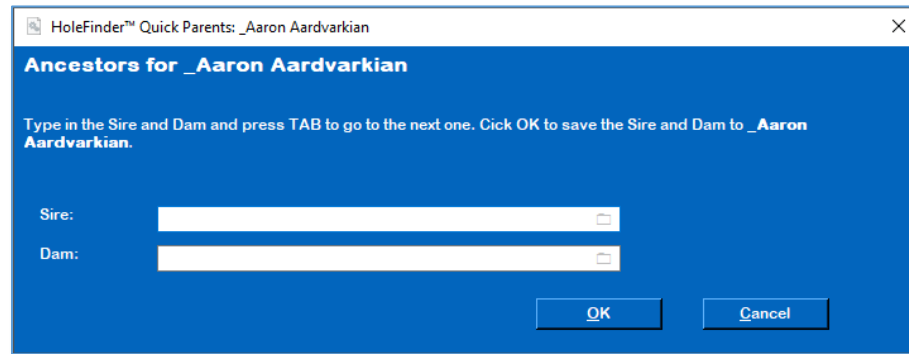 HoleFinder™ Quick Parents: _Aaron Aardvarkian
Ancestors for _Aaron Aardvarkian
Type in the Sire and Dam and press TAB to go to the next one. Cick OK to save the Sire and Dam to _Aaron
Aardvarkian.
Sire:
Dam:
OK Cancel